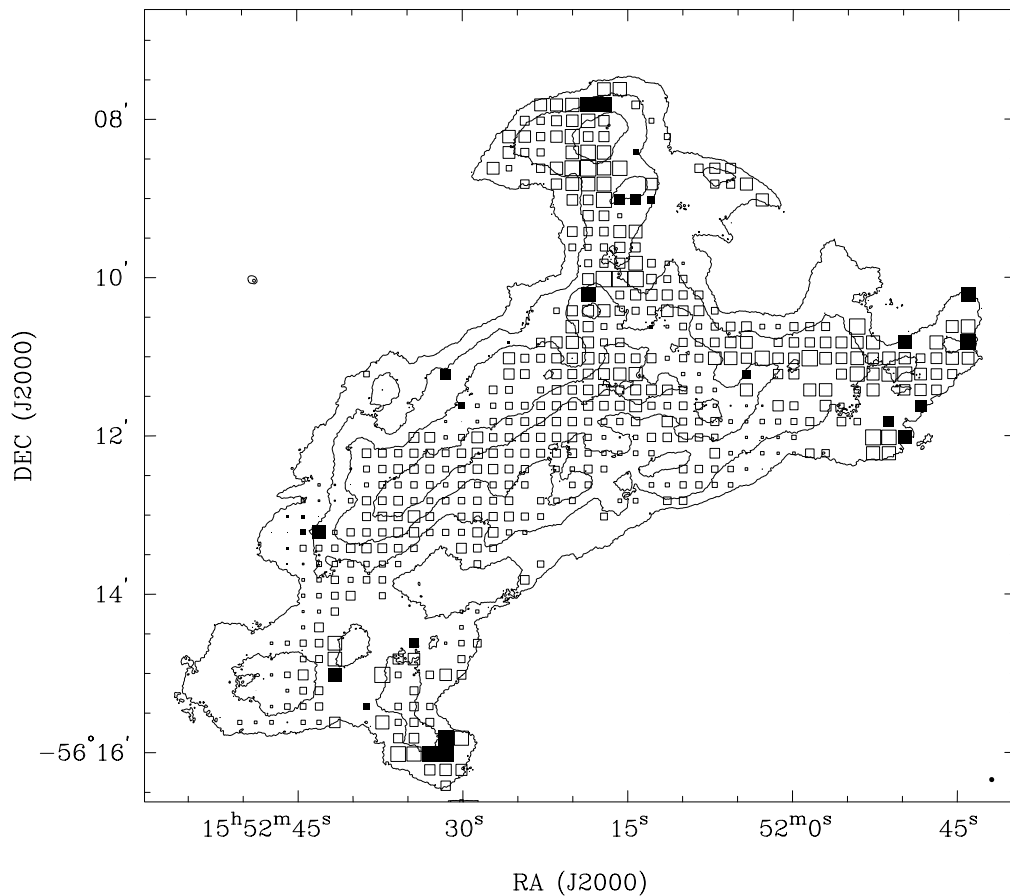 DEC (J2000)
08'
10'
12'
14'
−56°16'
15ʰ52ᵐ45ˢ
30ˢ
15ˢ
52ᵐ0ˢ
45ˢ
RA (J2000)